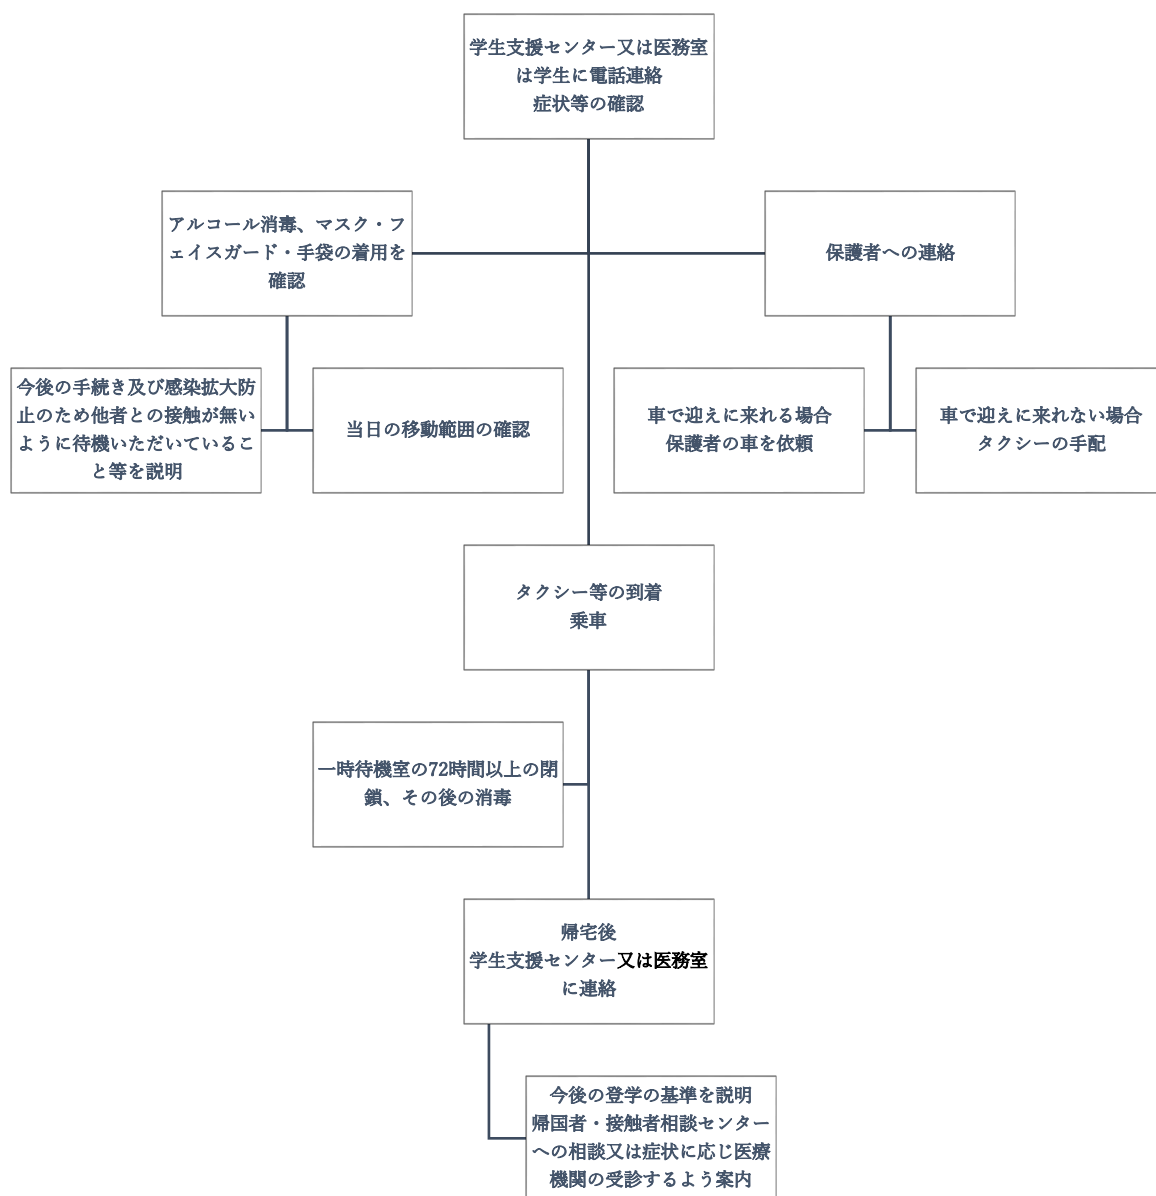 学生支援センター又は医務室
は学生に電話連絡
症状等の確認
アルコール消毒、マスク・フ
ェイスガード・手袋の着用を
確認
保護者への連絡
今後の手続き及び感染拡大防
止のため他者との接触が無い
ように待機いただいているこ
と等を説明
当日の移動範囲の確認
車で迎えに来れる場合
保護者の車を依頼
車で迎えに来れない場合
タクシーの手配
タクシー等の到着
乗車
一時待機室の72時間以上の閉
鎖、その後の消毒
帰宅後
学生支援センター又は医務室
に連絡
今後の登学の基準を説明
帰国者・接触者相談センター
への相談又は症状に応じ医療
機関の受診するよう案内